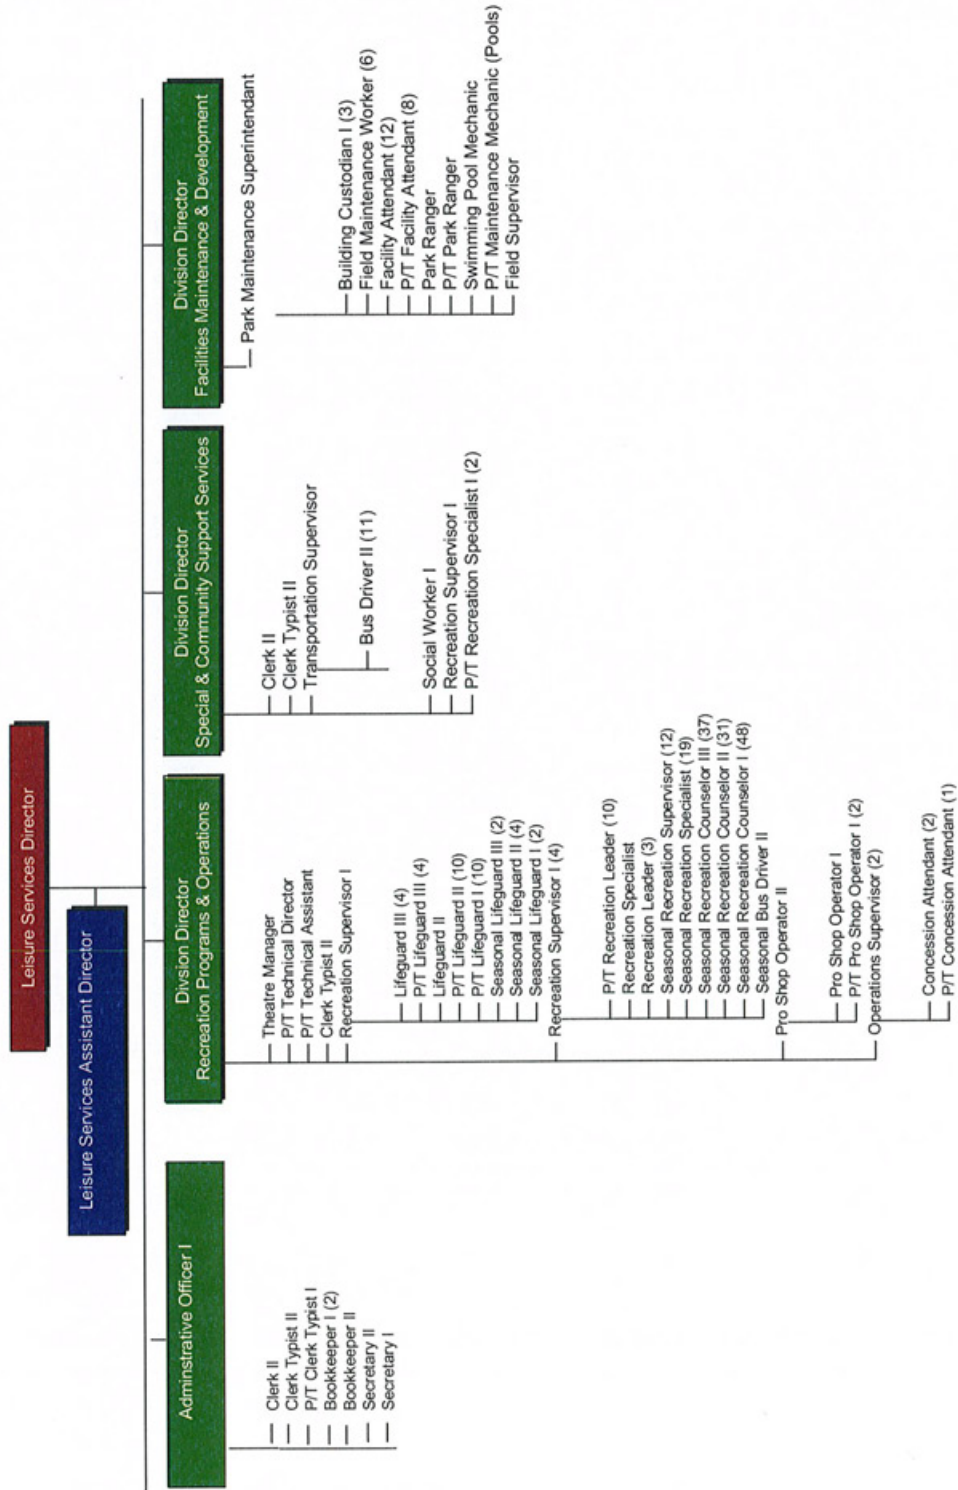 Leisure Services Director
Leisure Services Assistant Director
Adminstrative Officer I
Clerk II
Clerk Typist II
P/T Clerk Typist I
Bookkeeper I (2)
Bookkeeper II
Secretary II
Secretary I
Divsion Director
Recreation Programs & Operations
Theatre Manager
P/T Technical Director
P/T Technical Assistant
Clerk Typist II
Recreation Supervisor I
Lifeguard III (4)
P/T Lifeguard III (4)
Lifeguard II
P/T Lifeguard II (10)
P/T Lifeguard I (10)
Seasonal Lifeguard III (2)
Seasonal Lifeguard II (4)
Seasonal Lifeguard I (2)
Recreation Supervisor I (4)
P/T Recreation Leader (10)
Recreation Specialist
Recreation Leader (3)
Seasonal Recreation Supervisor (12)
Seasonal Recreation Specialist (19)
Seasonal Recreation Counselor III (37)
Seasonal Recreation Counselor II (31)
Seasonal Recreation Counselor I (48)
Seasonal Bus Driver II
Pro Shop Operator II
Pro Shop Operator I
P/T Pro Shop Operator I (2)
Operations Supervisor (2)
Concession Attendant (2)
P/T Concession Attendant (1)
Division Director
Special & Community Support Services
Clerk II
Clerk Typist II
Transportation Supervisor
Bus Driver II (11)
Social Worker I
Recreation Supervisor I
P/T Recreation Specialist I (2)
Division Director
Facilities Maintenance & Development
Park Maintenance Superintendant
Building Custodian I (3)
Field Maintenance Worker (6)
Facility Attendant (12)
P/T Facility Attendant (8)
Park Ranger
P/T Park Ranger
Swimming Pool Mechanic
P/T Maintenance Mechanic (Pools)
Field Supervisor